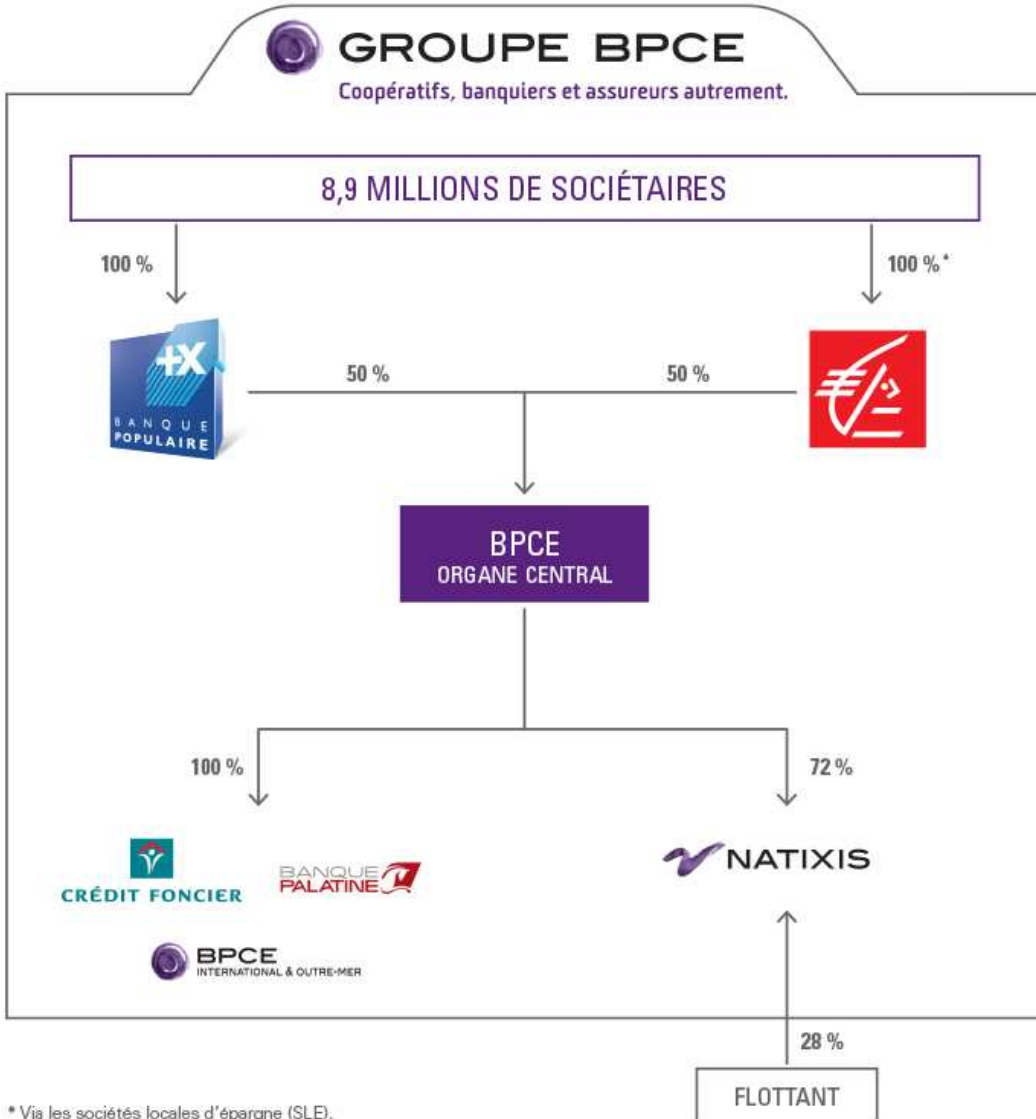 GROUPE BPCE
Coopératifs, banquiers et assureurs autrement.
8,9 MILLIONS DE SOCIÉTAIRES
100 %
100 %*
+X
BANQUE
POPULAIRE
50 %
50 %
BPCE
ORGANE CENTRAL
100 %
72 %
CRÉDIT FONCIER
BANQUE
PALATINE
NATIXIS
BPCE
INTERNATIONAL & OUTRE-MER
28 %
FLOTTANT
* Via les sociétés locales d'épargne (SLE).